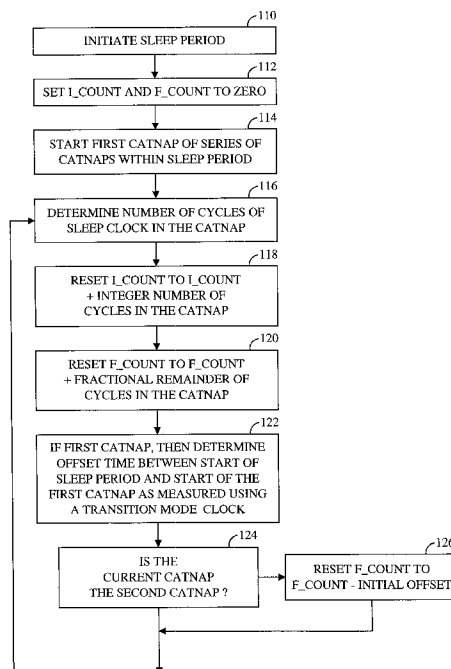 110
INITIATE SLEEP PERIOD
112
SET I_COUNT AND F_COUNT TO ZERO
114
START FIRST CATNAP OF SERIES OF
CATNAPS WITHIN SLEEP PERIOD
116
DETERMINE NUMBER OF CYCLES OF
SLEEP CLOCK IN THE CATNAP
118
RESET I_COUNT TO I_COUNT
+ INTEGER NUMBER OF
CYCLES IN THE CATNAP
120
RESET F_COUNT TO F_COUNT
+ FRACTIONAL REMAINDER OF
CYCLES IN THE CATNAP
122
IF FIRST CATNAP, THEN DETERMINE
OFFSET TIME BETWEEN START OF
SLEEP PERIOD AND START OF THE
FIRST CATNAP AS MEASURED USING
A TRANSITION MODE CLOCK
124
IS THE
CURRENT CATNAP
THE SECOND CATNAP ?
126
RESET F_COUNT TO
F_COUNT - INITIAL OFFSET